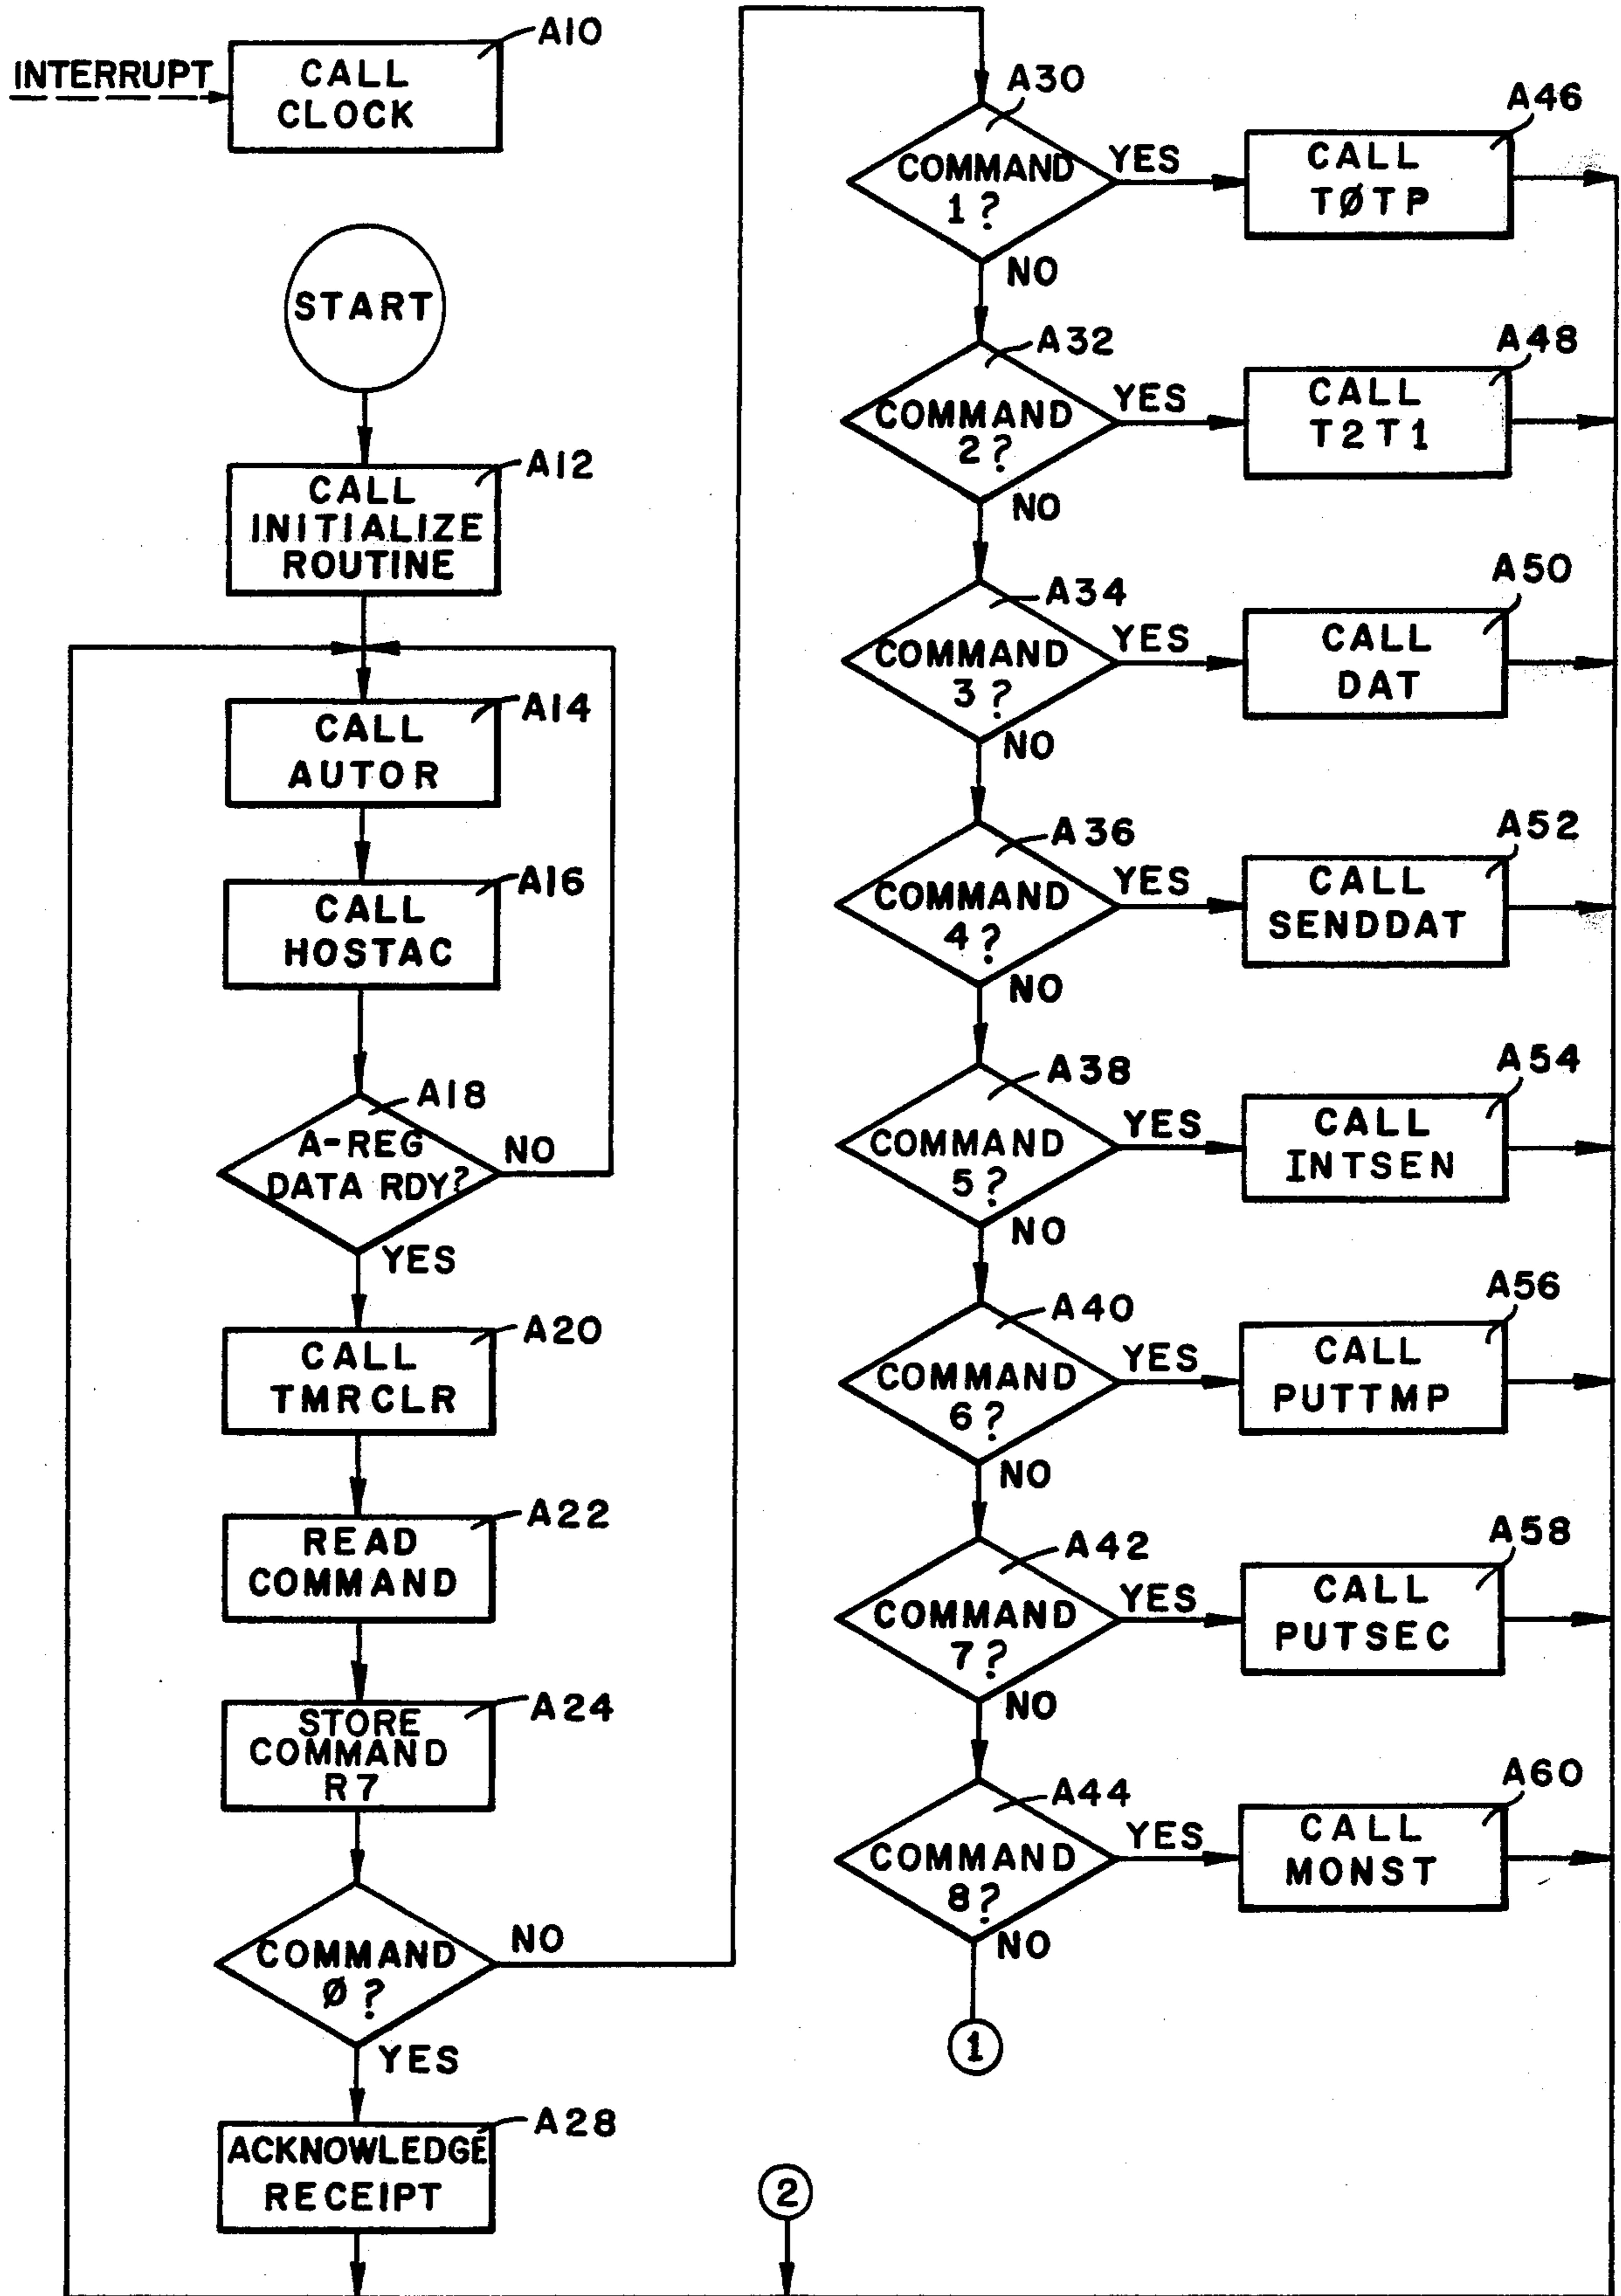 INTERRUPT
CALL
CLOCK
A10
START
CALL
INITIALIZE
ROUTINE
A12
CALL
AUTOR
A14
CALL
HOSTAC
A16
A-REG
DATA RDY?
A18
NO
YES
CALL
TMRCLR
A20
READ
COMMAND
A22
STORE
COMMAND
R7
A24
COMMAND
Ø?
NO
YES
ACKNOWLEDGE
RECEIPT
A28
2
COMMAND
1?
A30
YES
NO
CALL
TØTP
A46
COMMAND
2?
A32
YES
NO
CALL
T2T1
A48
COMMAND
3?
A34
YES
NO
CALL
DAT
A50
COMMAND
4?
A36
YES
NO
CALL
SENDDAT
A52
COMMAND
5?
A38
YES
NO
CALL
INTSEN
A54
COMMAND
6?
A40
YES
NO
CALL
PUTTMP
A56
COMMAND
7?
A42
YES
NO
CALL
PUTSEC
A58
COMMAND
8?
A44
YES
NO
CALL
MONST
A60
1